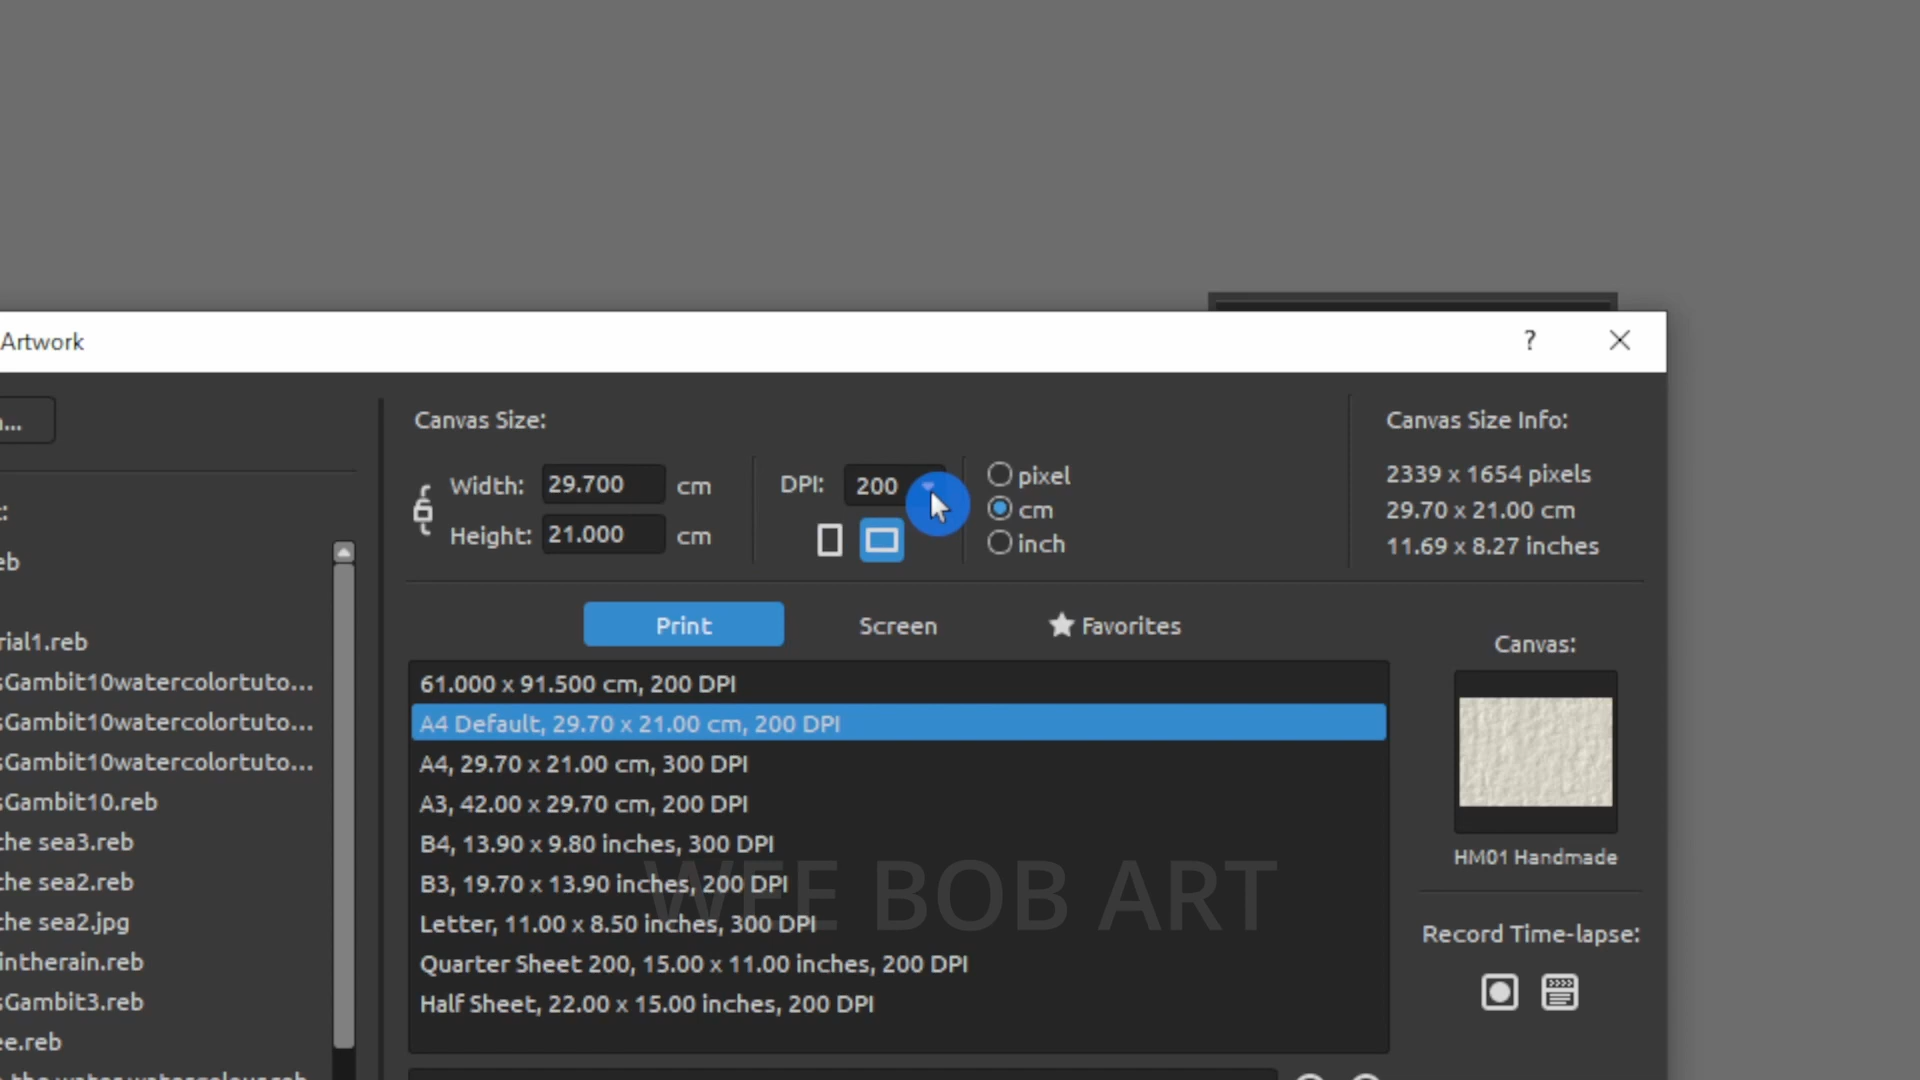 Artwork
?
...
Canvas Size:
Width: 29.700 cm
Height: 21.000 cm
DPI: 200
pixel
cm
inch
Canvas Size Info:
2339 x 1654 pixels
29.70 x 21.00 cm
11.69 x 8.27 inches
:
eb
rial1.reb
sGambit10watercolortuto...
sGambit10watercolortuto...
sGambit10watercolortuto...
sGambit10.reb
the sea3.reb
the sea2.reb
the sea2.jpg
intherain.reb
sGambit3.reb
ee.reb
Print
Screen
Favorites
61.000 x 91.500 cm, 200 DPI
A4 Default, 29.70 x 21.00 cm, 200 DPI
A4, 29.70 x 21.00 cm, 300 DPI
A3, 42.00 x 29.70 cm, 200 DPI
B4, 13.90 x 9.80 inches, 300 DPI
B3, 19.70 x 13.90 inches, 200 DPI
Letter, 11.00 x 8.50 inches, 300 DPI
Quarter Sheet 200, 15.00 x 11.00 inches, 200 DPI
Half Sheet, 22.00 x 15.00 inches, 200 DPI
WEE BOB ART
Canvas:
HM01 Handmade
Record Time-lapse: